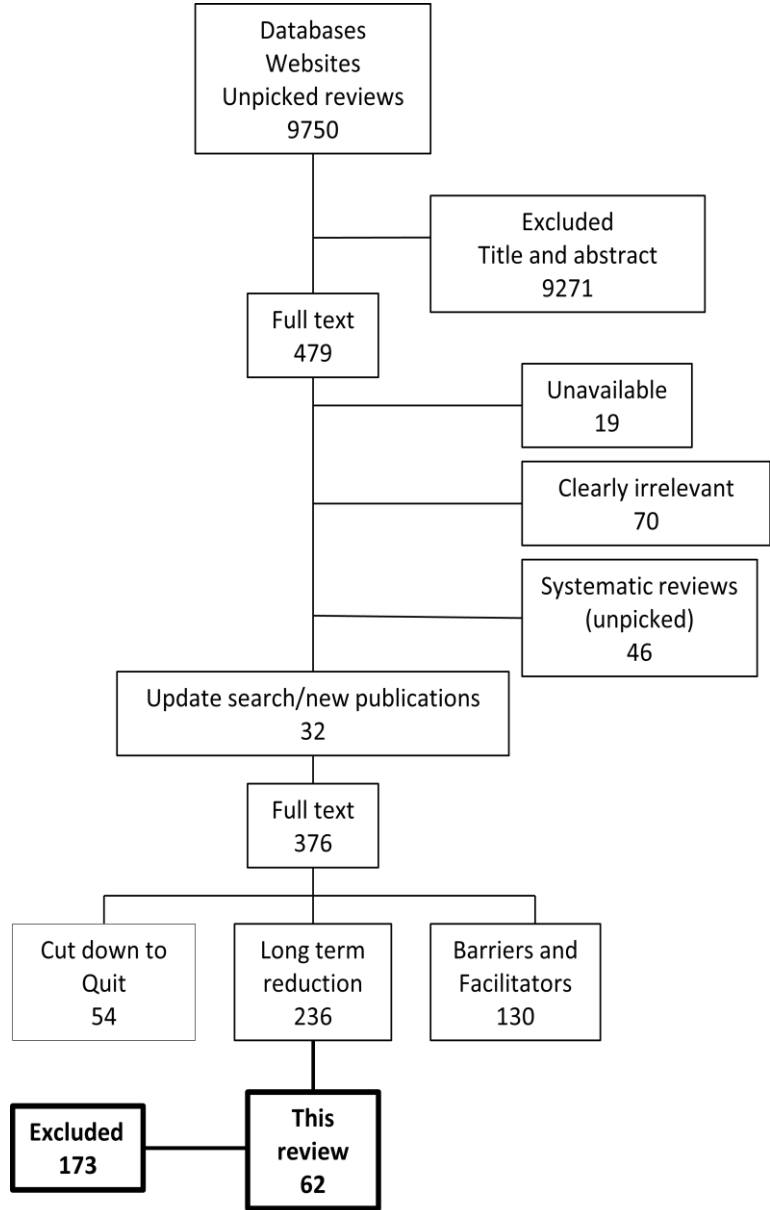 Databases
Websites
Unpicked reviews
9750
Excluded
Title and abstract
9271
Full text
479
Unavailable
19
Clearly irrelevant
70
Systematic reviews
(unpicked)
46
Update search/new publications
32
Full text
376
Cut down to
Quit
54
Long term
reduction
236
Barriers and
Facilitators
130
Excluded
173
This
review
62